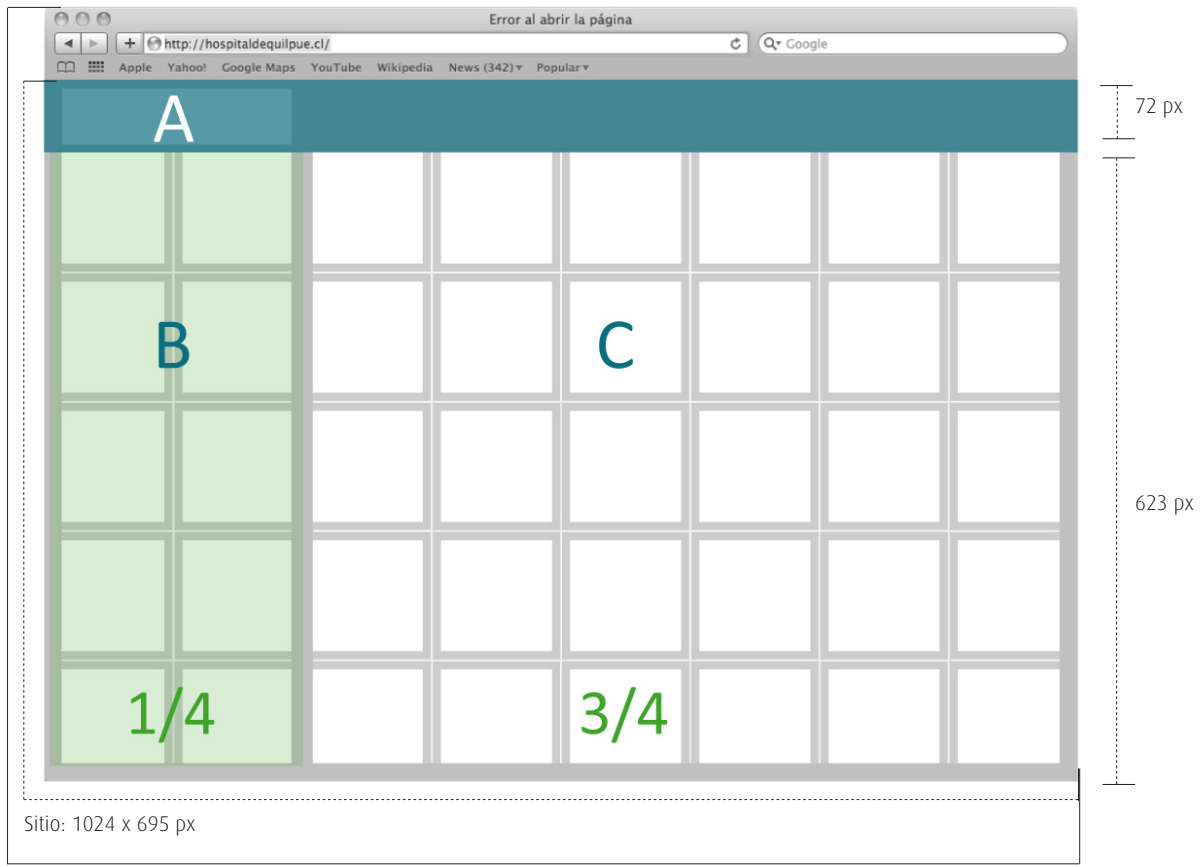 Error al abrir la página
http://hospitaldequilpue.cl/
Google
Apple Yahoo! Google Maps YouTube Wikipedia News (342) Popular
A
72 px
B
C
623 px
1/4
3/4
Sitio: 1024 x 695 px